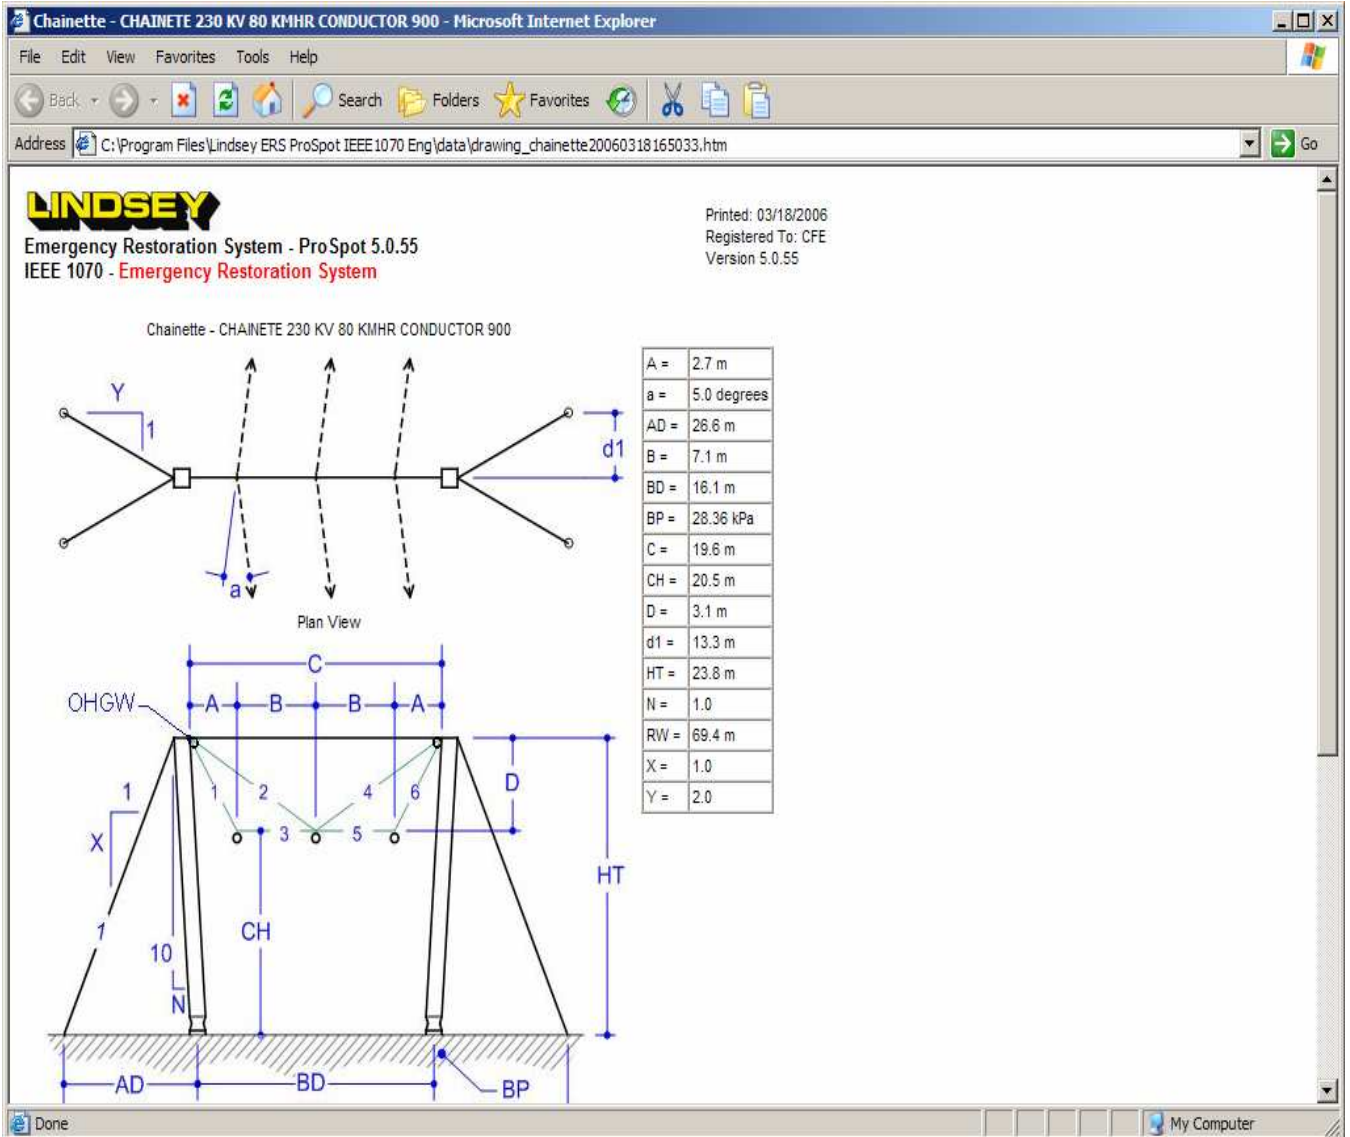 Chainette - CHAINETE 230 KV 80 KMHR CONDUCTOR 900 - Microsoft Internet Explorer
File Edit View Favorites Tools Help
Back Search Folders Favorites
Address C:\Program Files\Lindsey ERS ProSpot IEEE1070 Eng\data\drawing_chainette20060318165033.htm Go
LINDSEY
Emergency Restoration System - ProSpot 5.0.55
IEEE 1070 - Emergency Restoration System
Printed: 03/18/2006
Registered To: CFE
Version 5.0.55
Chainette - CHAINETE 230 KV 80 KMHR CONDUCTOR 900
Y
1
d1
a
Plan View
C
OHGW
A B B A
1 2 4 6
3 5
D
1
X
1
10
N
CH
HT
AD BD BP
A = 2.7 m
a = 5.0 degrees
AD = 26.6 m
B = 7.1 m
BD = 16.1 m
BP = 28.36 kPa
C = 19.6 m
CH = 20.5 m
D = 3.1 m
d1 = 13.3 m
HT = 23.8 m
N = 1.0
RW = 69.4 m
X = 1.0
Y = 2.0
Done My Computer